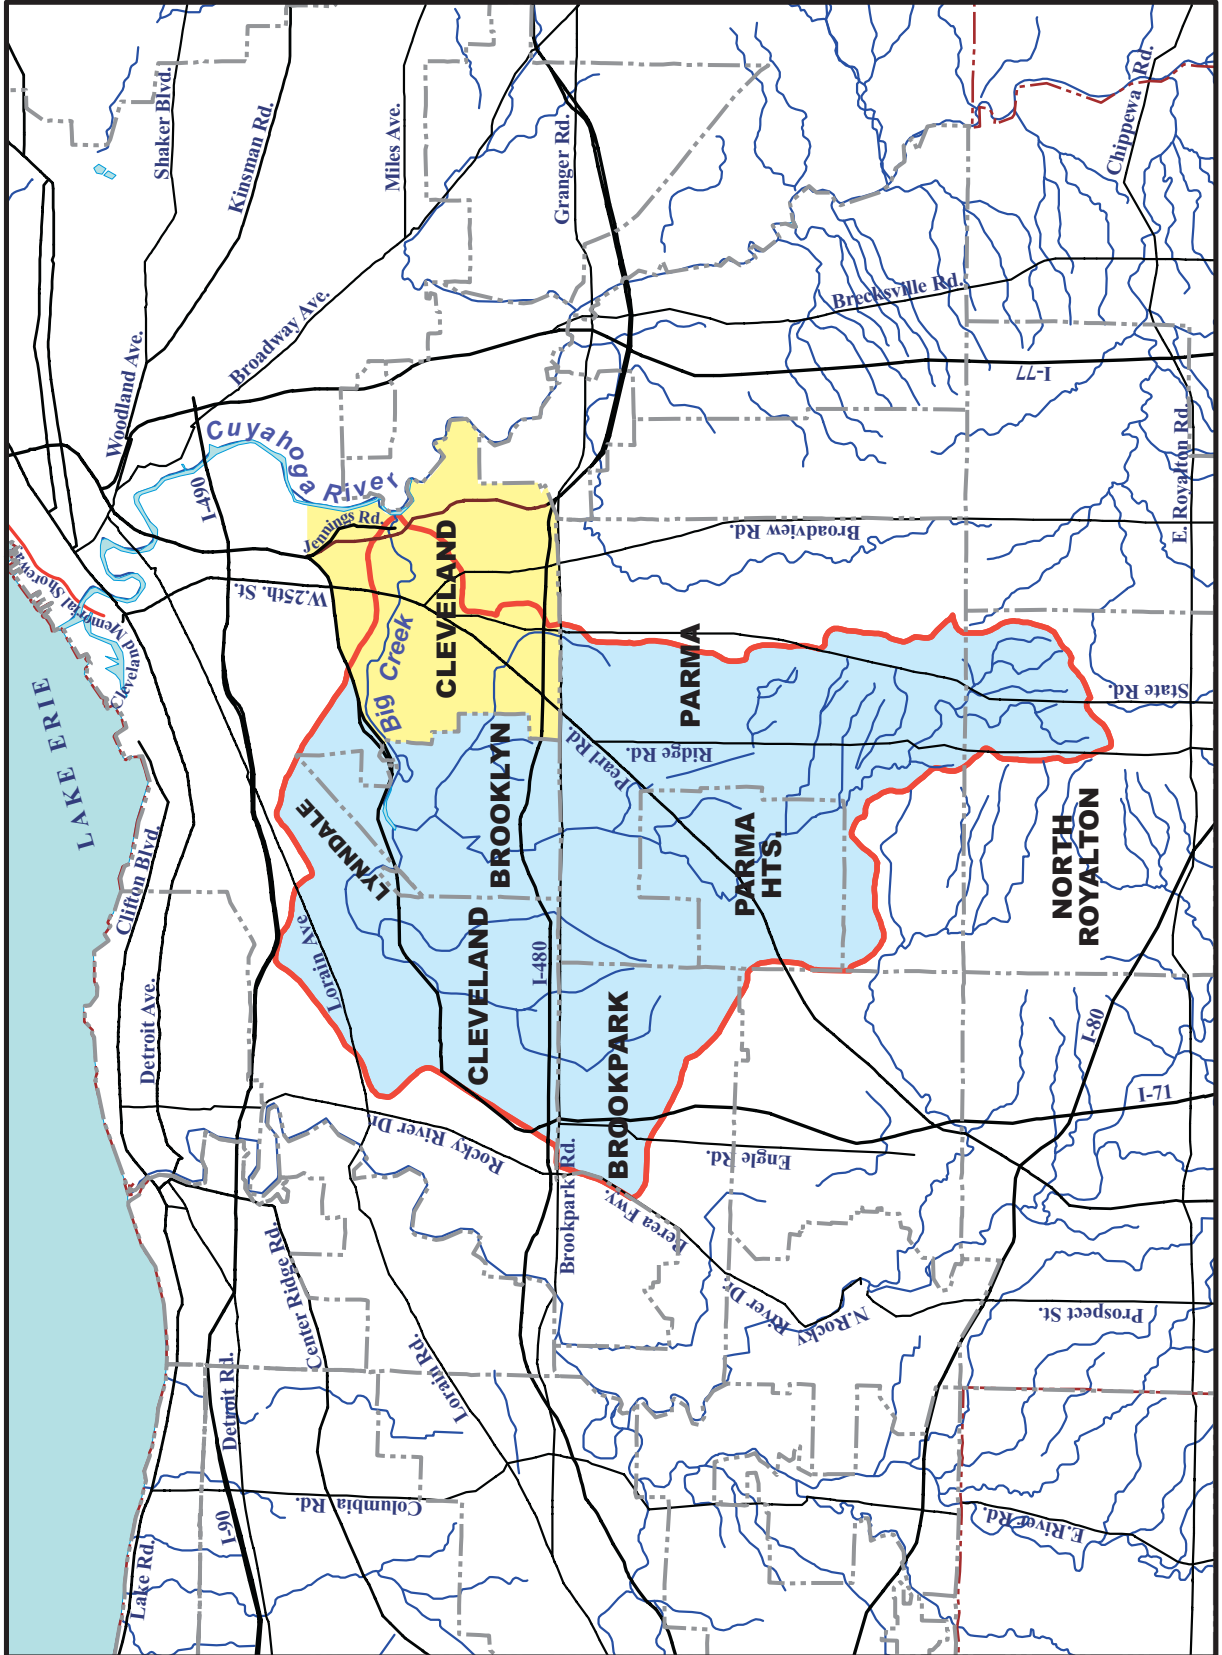 Shaker Blvd.
Kinsman Rd.
Miles Ave.
Granger Rd.
Chippewa Rd.
Woodland Ave.
Broadway Ave.
Brecksville Rd.
I-77
Cuyahoga River
I-490
Jennings Rd.
W.25th. St.
Broadview Rd.
E. Royalton Rd.
Cleveland Memorial Shoreway
LAKE ERIE
Big Creek
CLEVELAND
PARMA
State Rd.
Ridge Rd.
Pearl Rd.
BROOKLYN
LYNNDALE
PARMA
HTS.
NORTH
ROYALTON
Clifton Blvd.
Lorain Ave
Detroit Ave.
CLEVELAND
I-480
BROOKPARK
I-80
I-71
Rocky River Dr
Brookpark Rd.
Engle Rd.
Berea Fwy.
Center Ridge Rd.
N.Rocky
River Dr
Prospect St.
Detroit Rd.
Lorain Rd.
Columbia Rd.
I-90
Lake Rd.
E.River Rd.